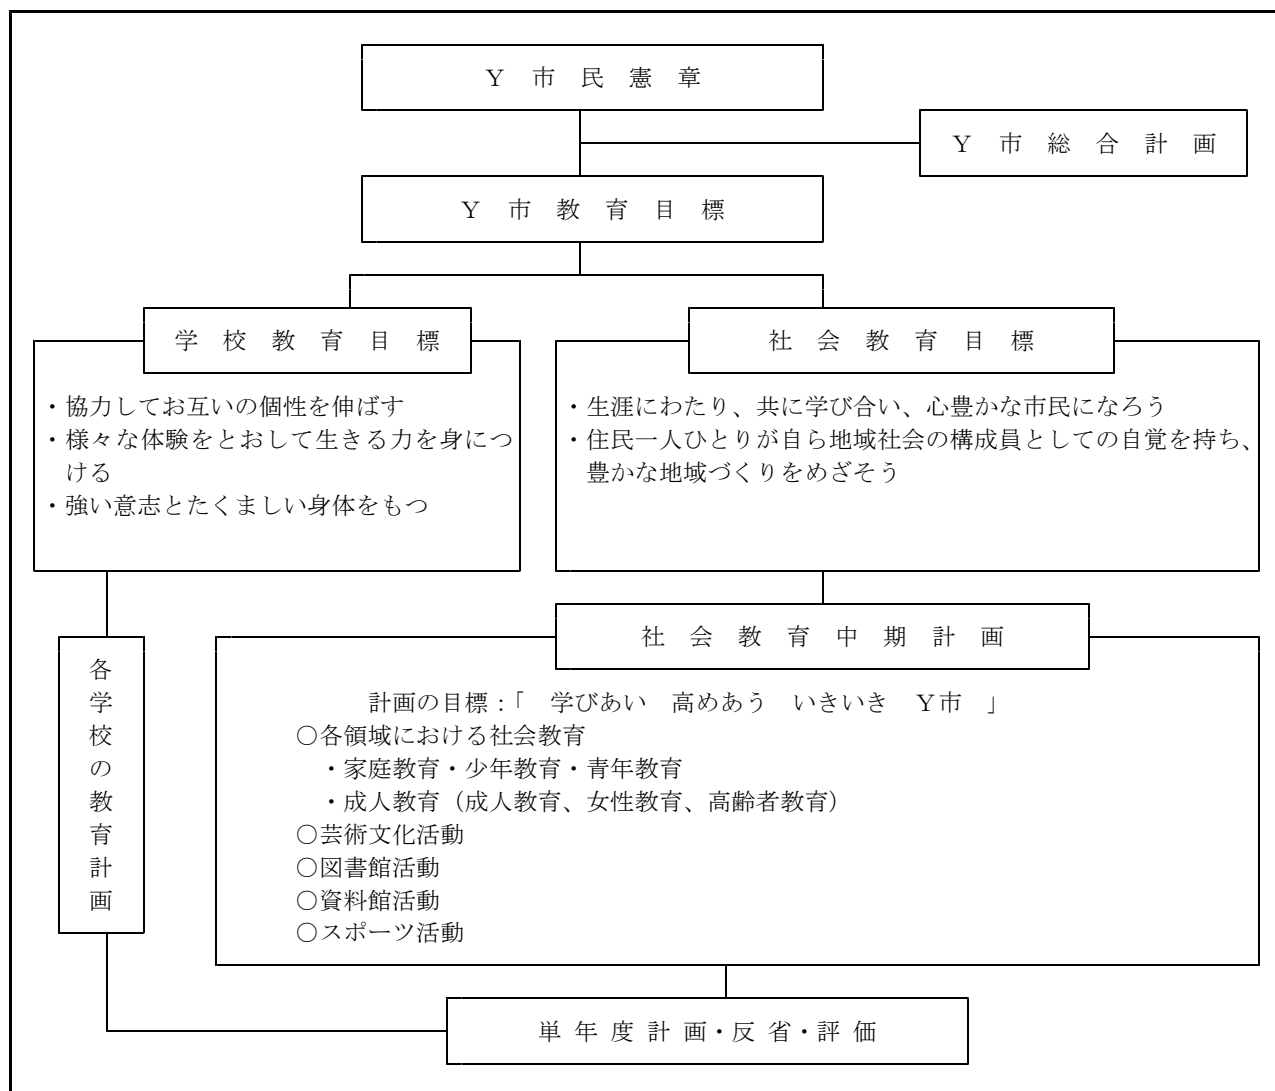 Ｙ 市 民 憲 章
Ｙ 市 総 合 計 画
Ｙ 市 教 育 目 標
学 校 教 育 目 標
・協力してお互いの個性を伸ばす
・様々な体験をとおして生きる力を身につ
ける
・強い意志とたくましい身体をもつ
社 会 教 育 目 標
・生涯にわたり、共に学び合い、心豊かな市民になろう
・住民一人ひとりが自ら地域社会の構成員としての自覚を持ち、
豊かな地域づくりをめざそう
各学校の教育計画
社 会 教 育 中 期 計 画
計画の目標：「　学びあい　高めあう　いきいき　Ｙ市　」
○各領域における社会教育
・家庭教育・少年教育・青年教育
・成人教育（成人教育、女性教育、高齢者教育）
○芸術文化活動
○図書館活動
○資料館活動
○スポーツ活動
単 年 度 計 画・反 省・評 価